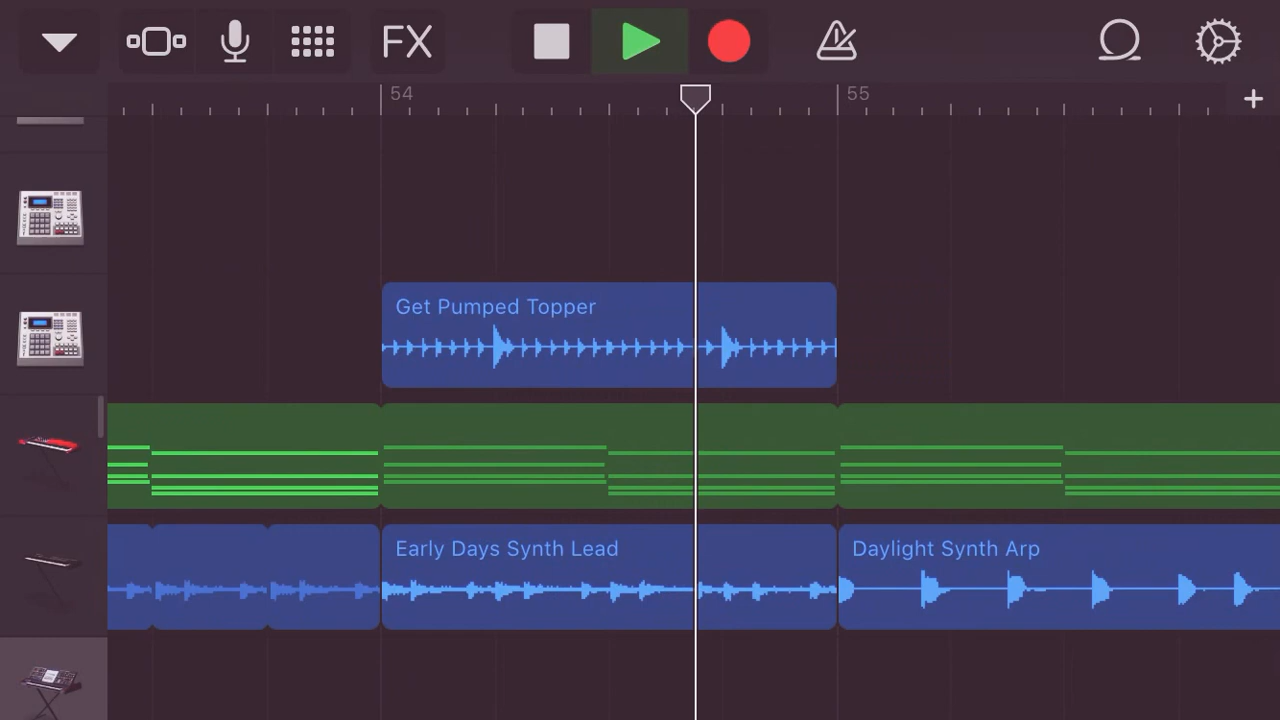 FX
54
55
Get Pumped Topper
Early Days Synth Lead
Daylight Synth Arp